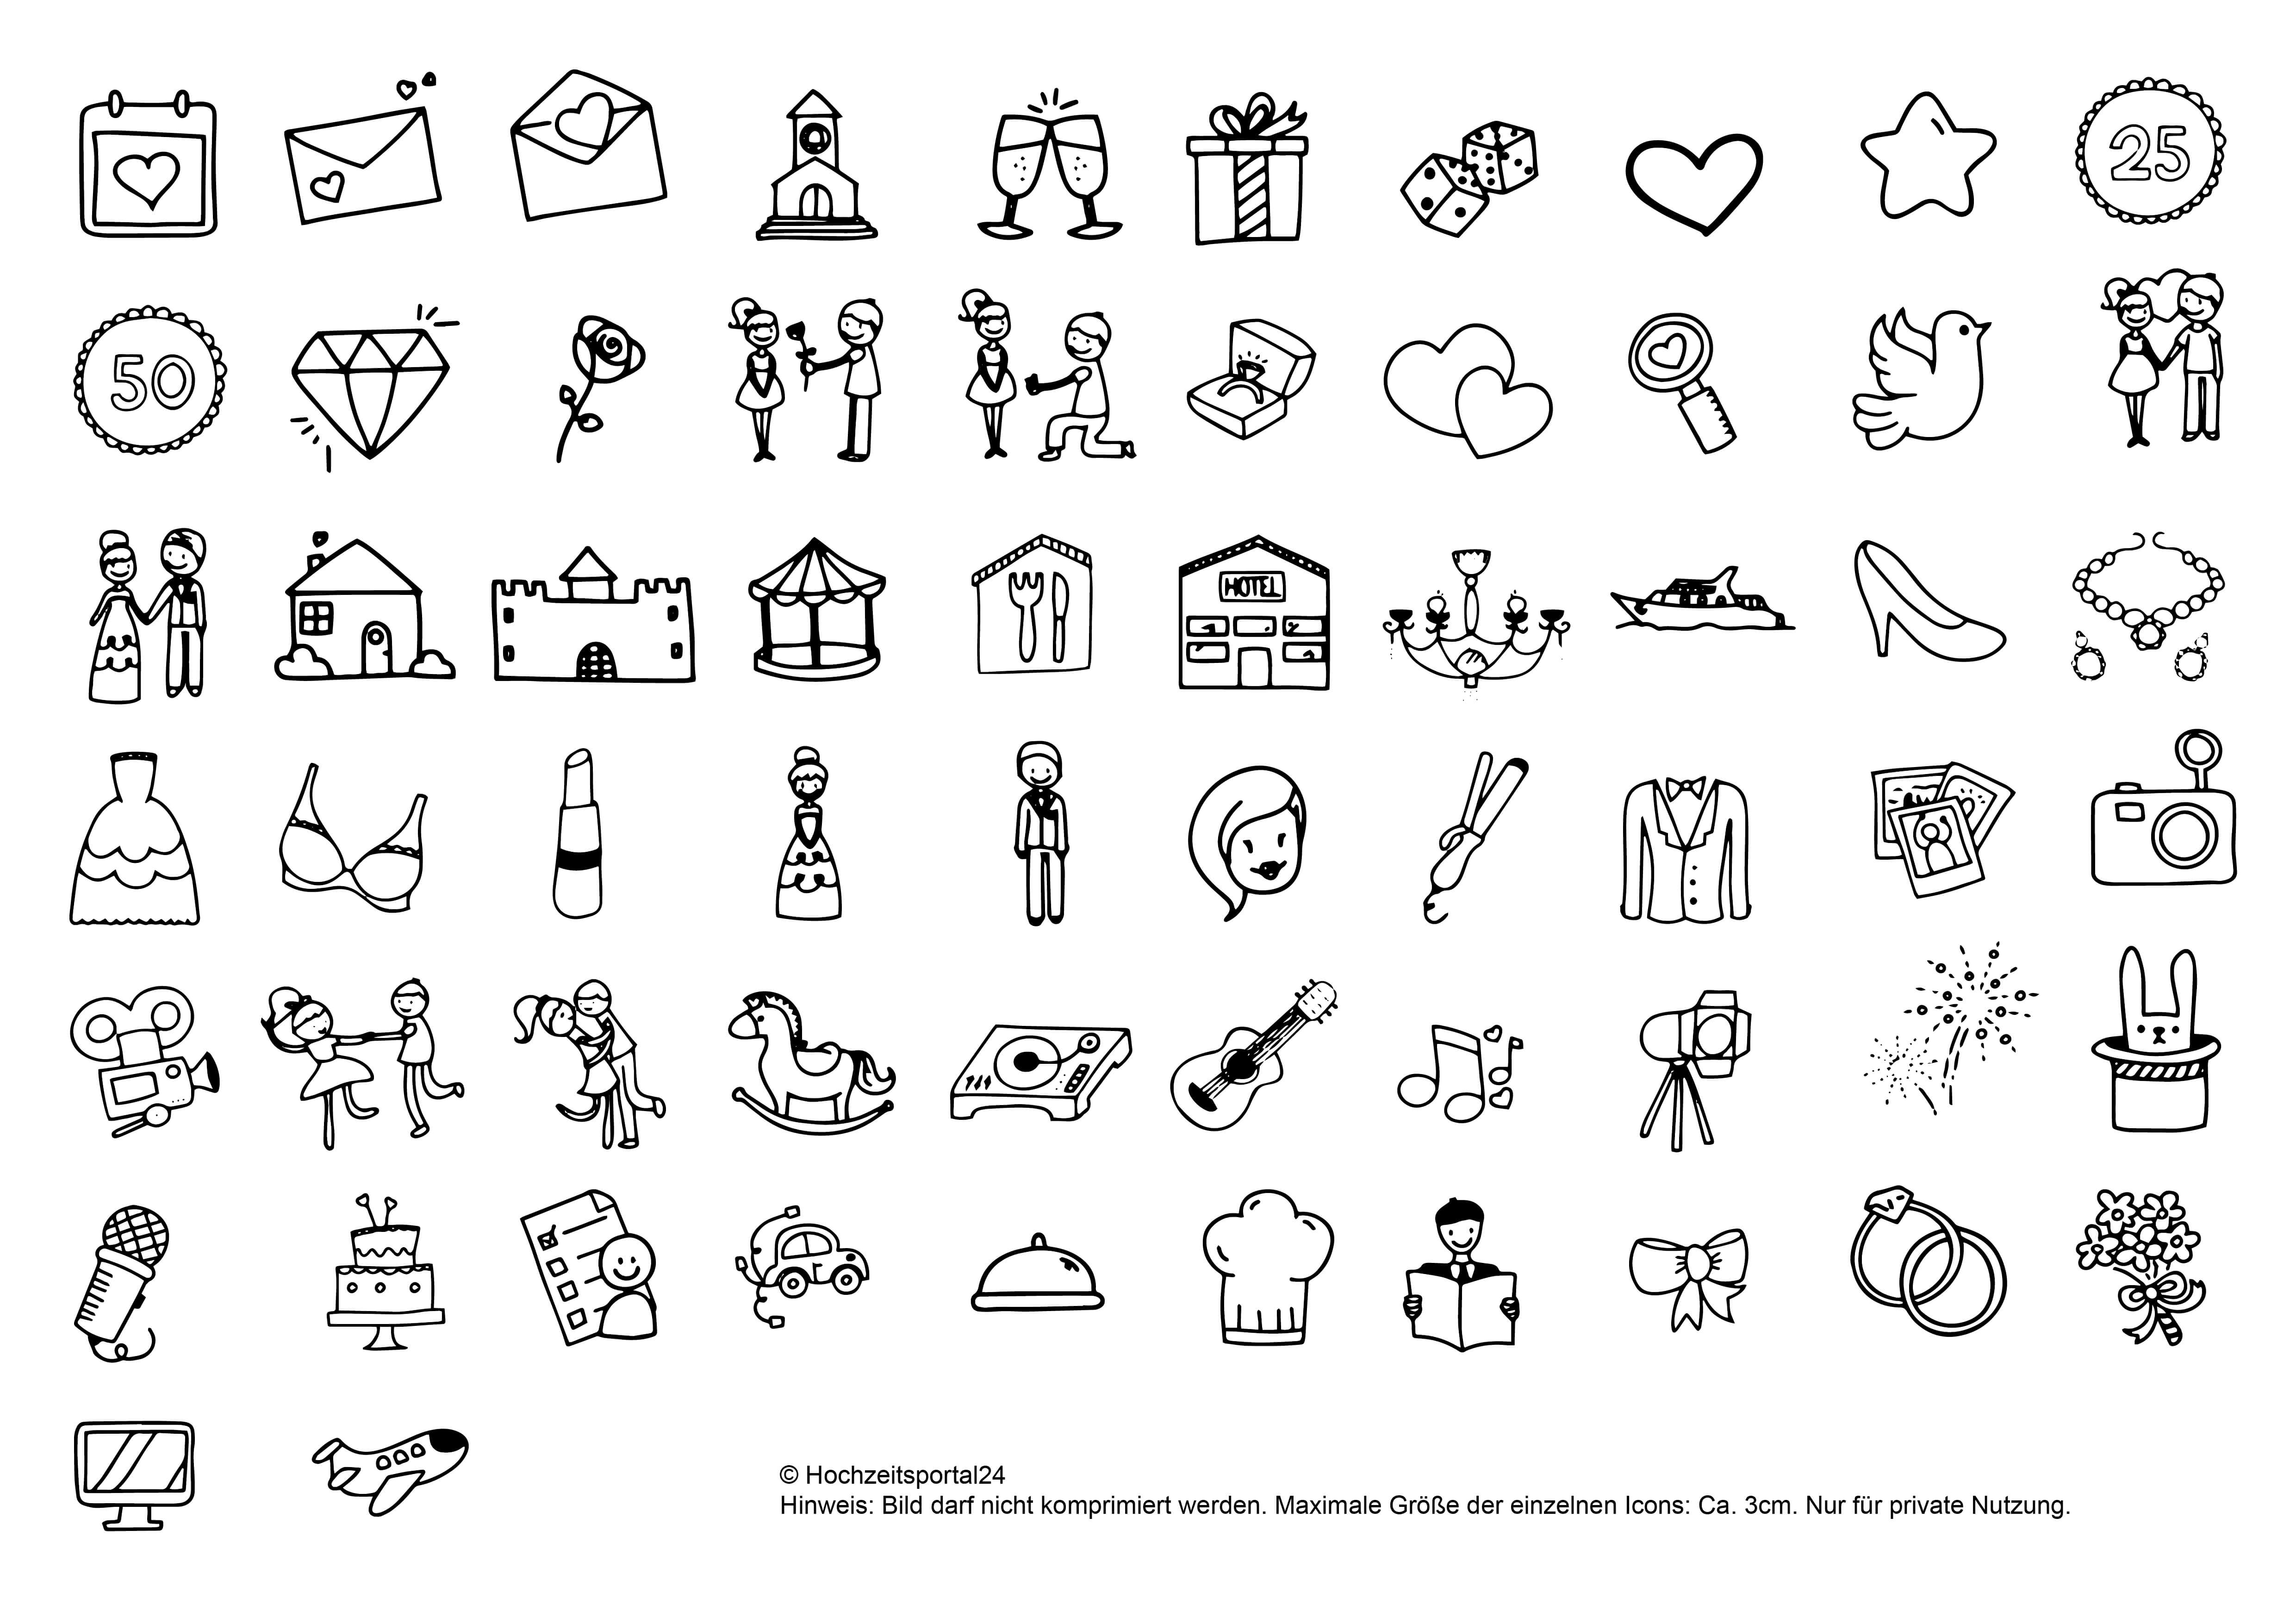 25
50
HOTEL
© Hochzeitsportal24
Hinweis: Bild darf nicht komprimiert werden. Maximale Größe der einzelnen Icons: Ca. 3cm. Nur für private Nutzung.